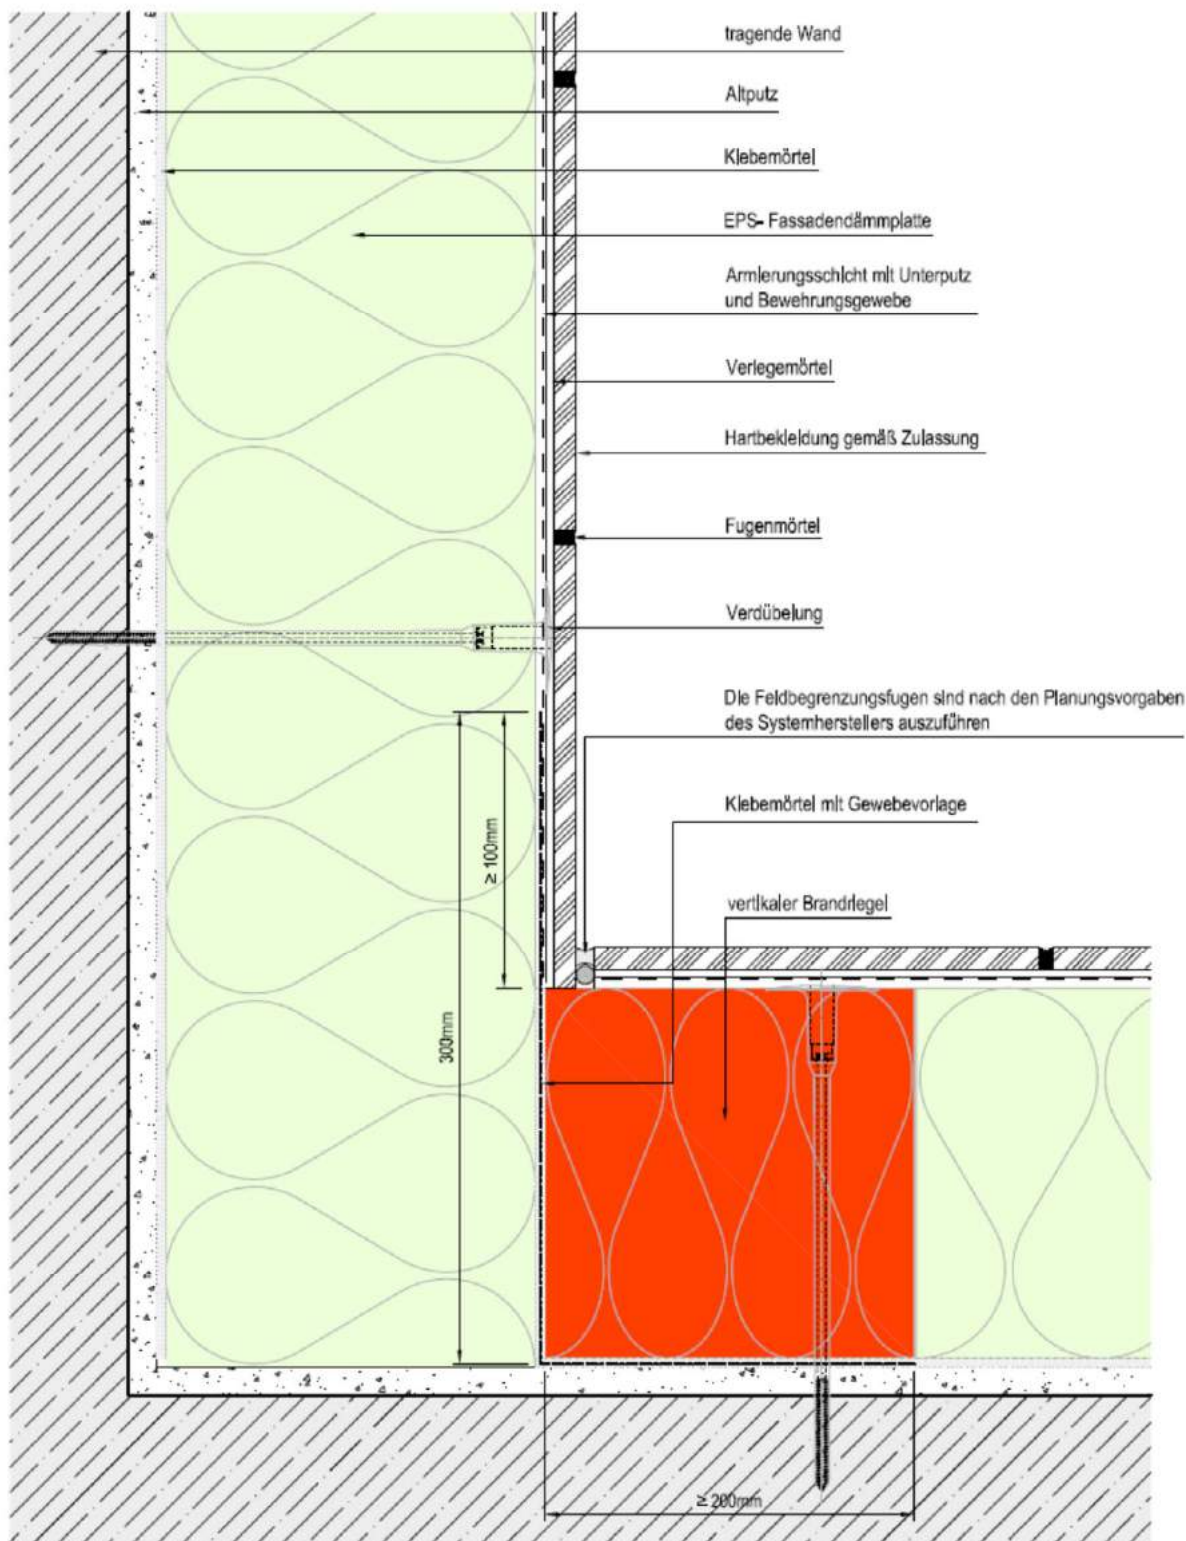 tragende Wand
Altputz
Klebemörtel
EPS- Fassadendämmplatte
Armierungsschicht mit Unterputz
und Bewehrungsgewebe
Verlegemörtel
Hartbekleidung gemäß Zulassung
Fugenmörtel
Verdübelung
Die Feldbegrenzungsfugen sind nach den Planungsvorgaben
des Systemherstellers auszuführen
Klebemörtel mit Gewebevorlage
≥ 100mm
vertikaler Brandriegel
300mm
≥ 200mm